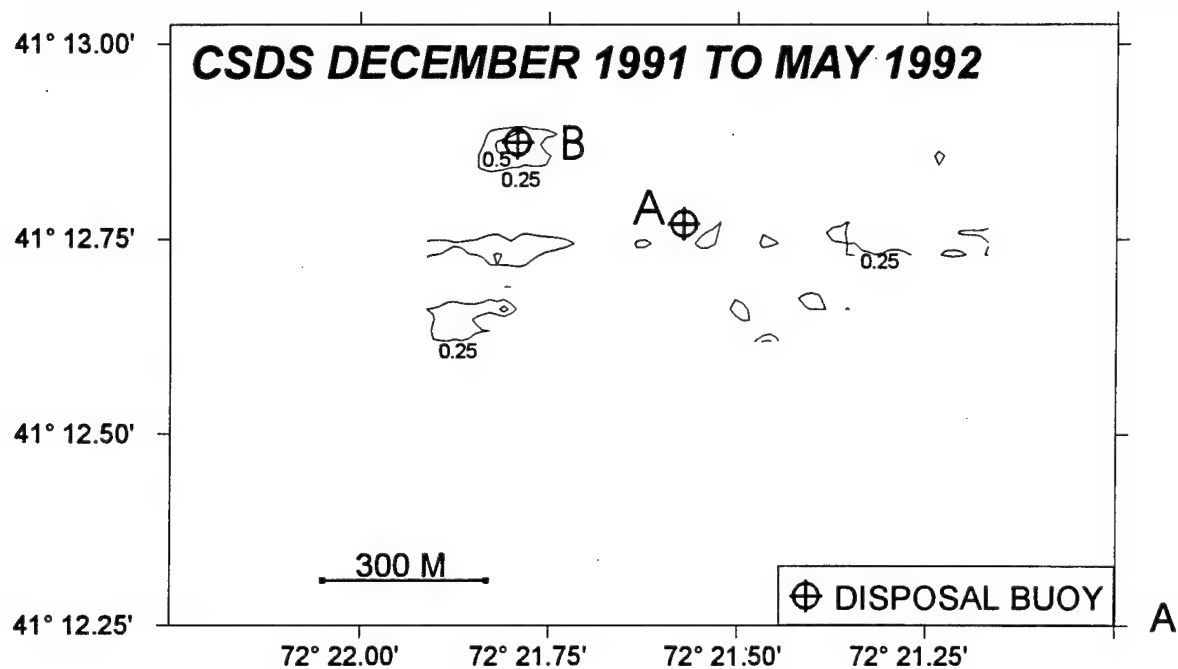 41° 13.00'
CSDS DECEMBER 1991 TO MAY 1992
B
0.5
0.25
A
41° 12.75'
0.25
0.25
41° 12.50'
300 M
DISPOSAL BUOY
A
41° 12.25'
72° 22.00' 72° 21.75' 72° 21.50' 72° 21.25'